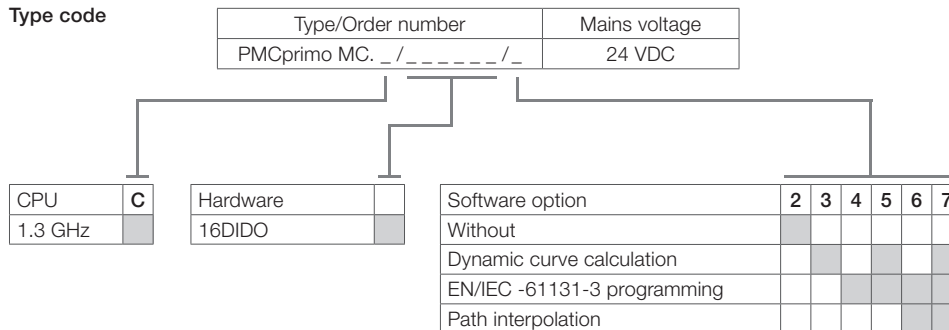 Type code
Type/Order number Mains voltage
PMCprimo MC. _ /_ _ _ _ _ _ /_ 24 VDC
CPU C
1.3 GHz
Hardware
16DIDO
Software option 2 3 4 5 6 7
Without
Dynamic curve calculation
EN/IEC -61131-3 programming
Path interpolation